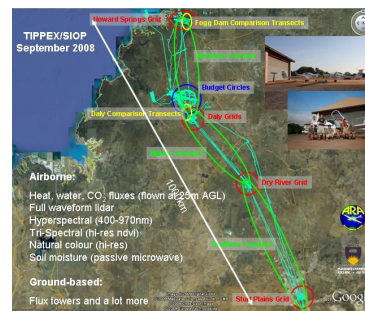 TIPPEX/SIOP
September 2008
Howard Springs Grid
Fogg Dam Comparison Transects
Budget Circles
Daly Comparison Transects
Daly Grids
Dry River Grid
Sturt Plains Grid
1000km
Airborne:
Heat, water, CO2 fluxes (flown at 25m AGL)
Full waveform lidar
Hyperspectral (400-970nm)
Tri-Spectral (hi-res ndvi)
Natural colour (hi-res)
Soil moisture (passive microwave)
Ground-based:
Flux towers and a lot more
ARA
Google